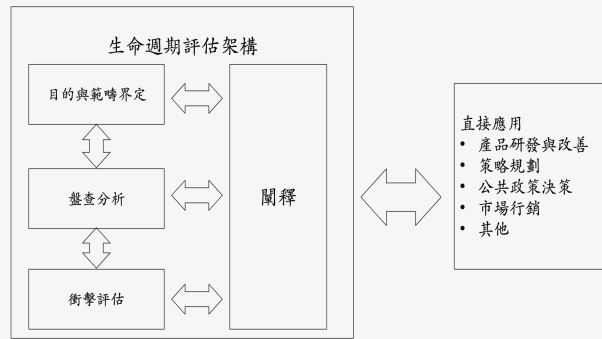 生命週期評估架構
目的與範疇界定
盤查分析
衝擊評估
闡釋
直接應用
• 產品研發與改善
• 策略規劃
• 公共政策決策
• 市場行銷
• 其他